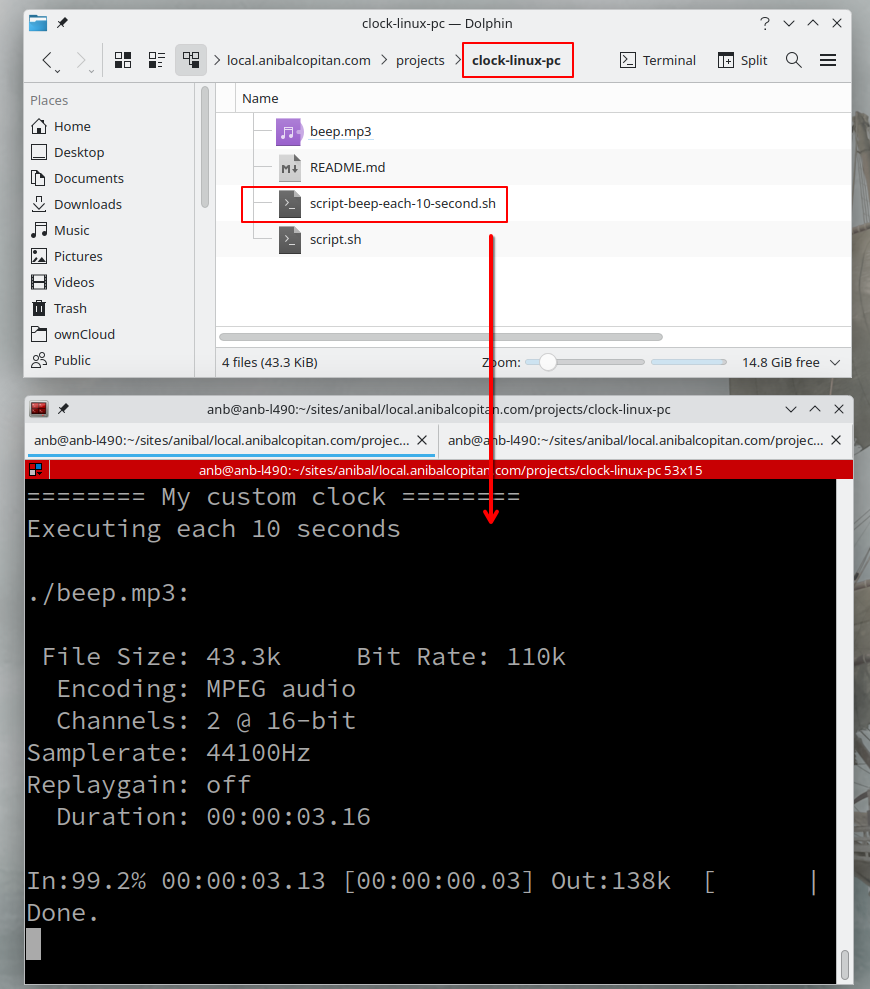 clock-linux-pc — Dolphin
local.anibalcopitan.com > projects > clock-linux-pc Terminal Split
Places
Name
Home
beep.mp3
Desktop
README.md
Documents
Downloads
script-beep-each-10-second.sh
Music
script.sh
Pictures
Videos
Trash
ownCloud
Public
4 files (43.3 KiB) Zoom: 14.8 GiB free
anb@anb-l490:~/sites/anibal/local.anibalcopitan.com/projects/clock-linux-pc
anb@anb-l490:~/sites/anibal/local.anibalcopitan.com/projec... anb@anb-l490:~/sites/anibal/local.anibalcopitan.com/projec...
anb@anb-l490:~/sites/anibal/local.anibalcopitan.com/projects/clock-linux-pc 53x15
======== My custom clock ========
Executing each 10 seconds
./beep.mp3:
File Size: 43.3k Bit Rate: 110k
Encoding: MPEG audio
Channels: 2 @ 16-bit
Samplerate: 44100Hz
Replaygain: off
Duration: 00:00:03.16
In:99.2% 00:00:03.13 [00:00:00.03] Out:138k [ |
Done.